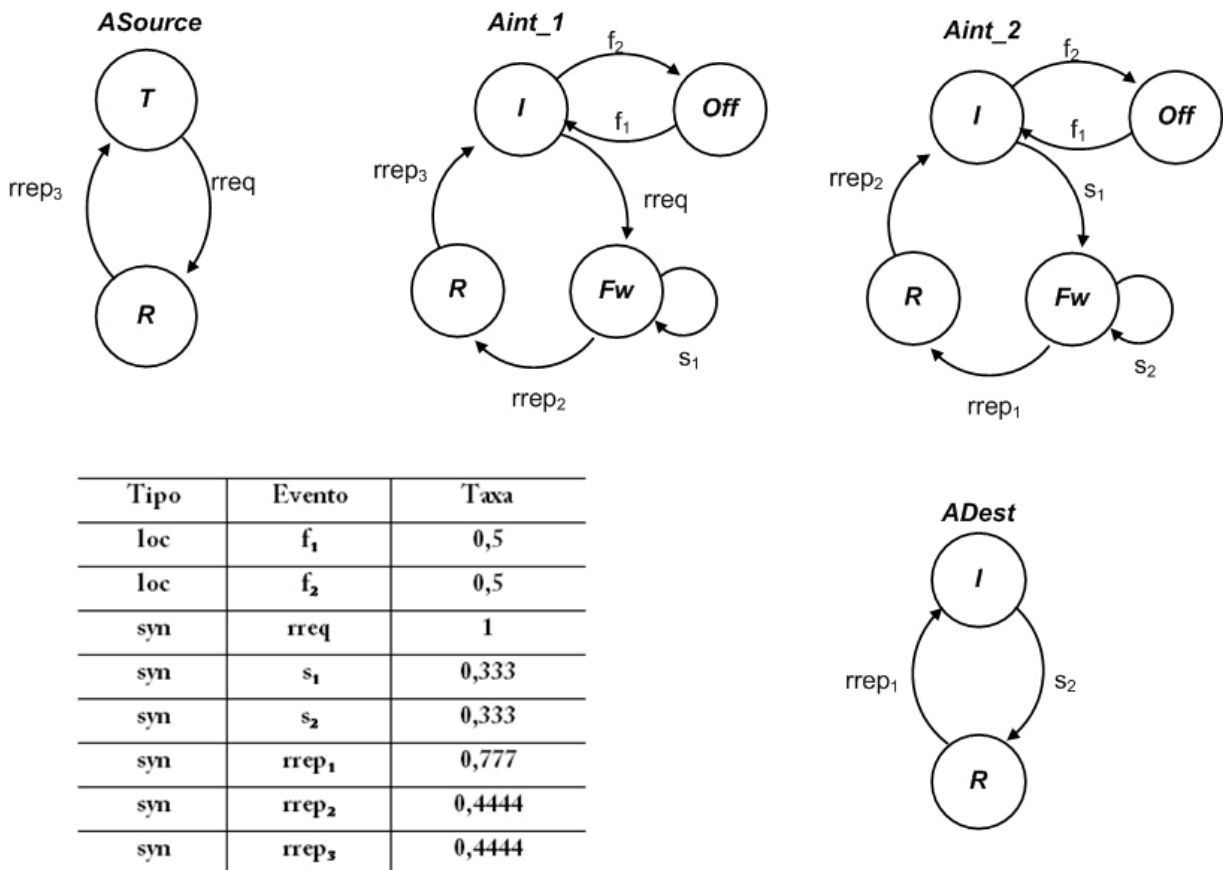 ASource
T
rrep₃
rreq
R
Aint_1
f₂
I
Off
f₁
rrep₃
rreq
R
Fw
s₁
rrep₂
Aint_2
f₂
I
Off
f₁
rrep₂
s₁
R
Fw
s₂
rrep₁
Tipo Evento Taxa
loc f₁ 0,5
loc f₂ 0,5
syn rreq 1
syn s₁ 0,333
syn s₂ 0,333
syn rrep₁ 0,777
syn rrep₂ 0,4444
syn rrep₃ 0,4444
ADest
I
rrep₁
s₂
R